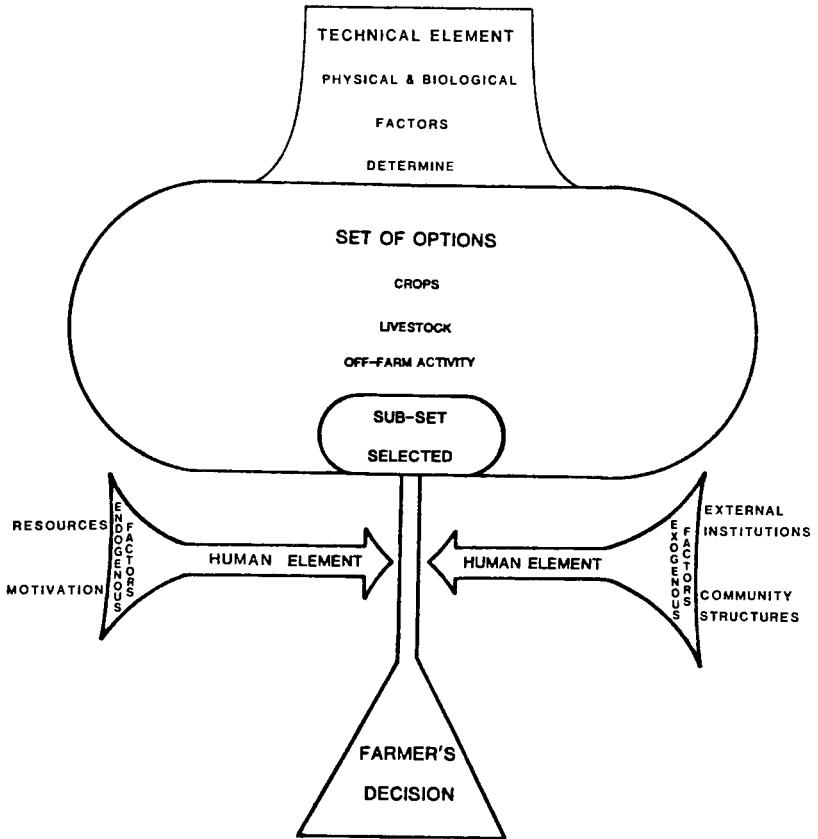 TECHNICAL ELEMENT
PHYSICAL & BIOLOGICAL
FACTORS
DETERMINE
SET OF OPTIONS
CROPS
LIVESTOCK
OFF-FARM ACTIVITY
SUB-SET
SELECTED
RESOURCES
MOTIVATION
ENDOGENOUS
FACTORS
HUMAN ELEMENT
HUMAN ELEMENT
EXOGENOUS
FACTORS
EXTERNAL
INSTITUTIONS
COMMUNITY
STRUCTURES
FARMER'S
DECISION